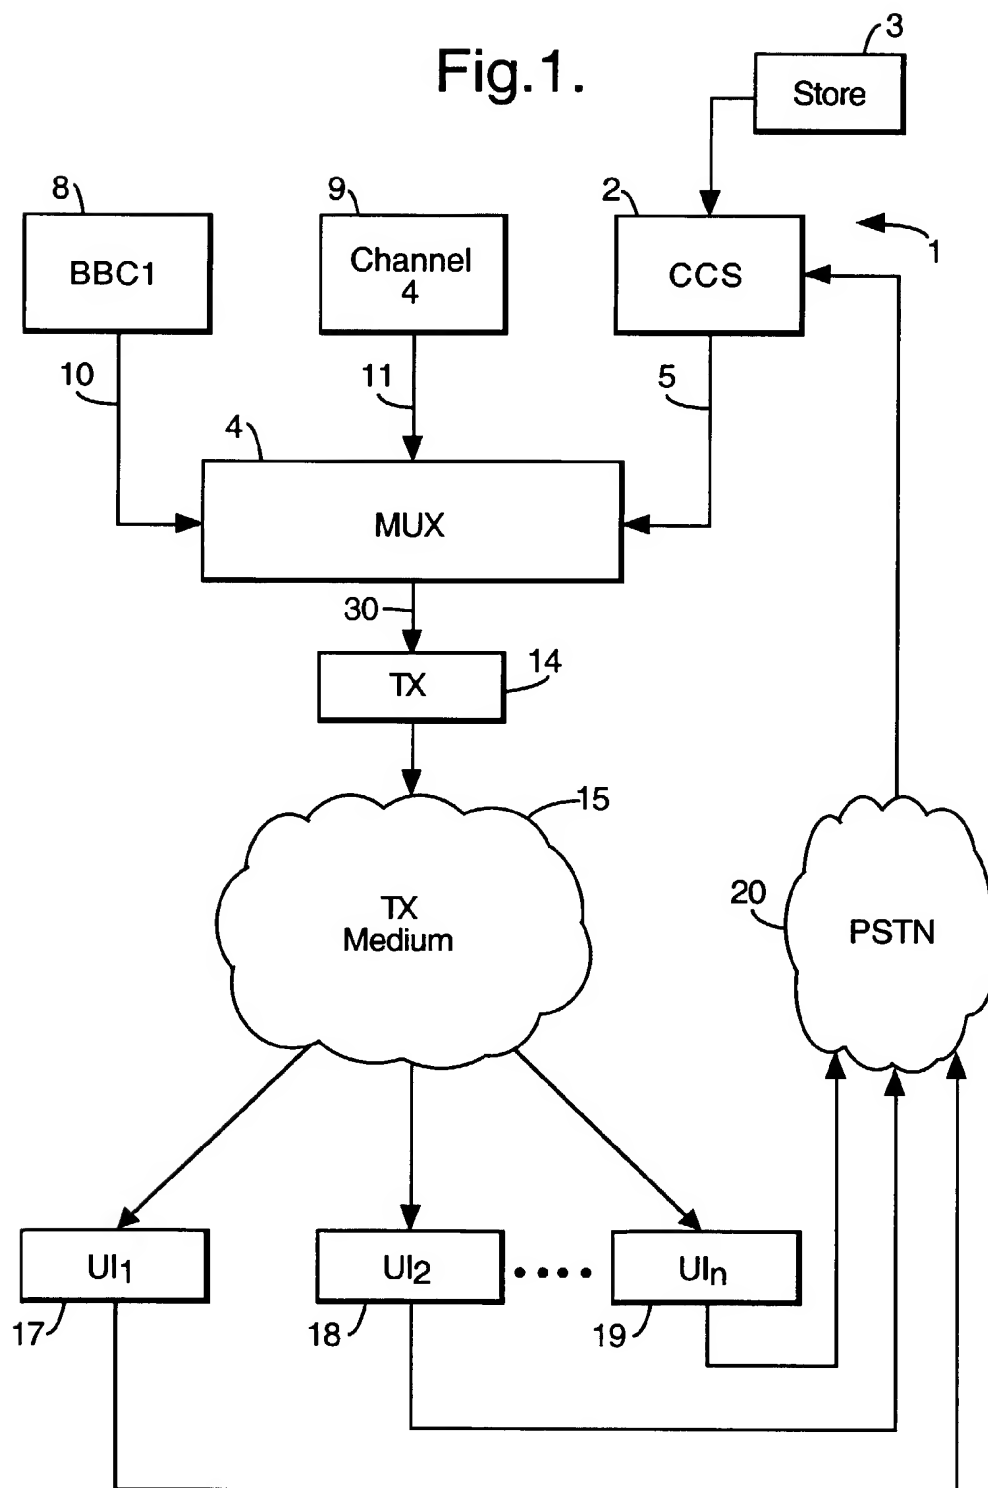 Fig.1.
3
Store
8
BBC1
9
Channel
4
2
CCS
1
10
11
5
4
MUX
30
TX
14
15
TX
Medium
20
PSTN
UI1
UI2
UIn
17
18
19